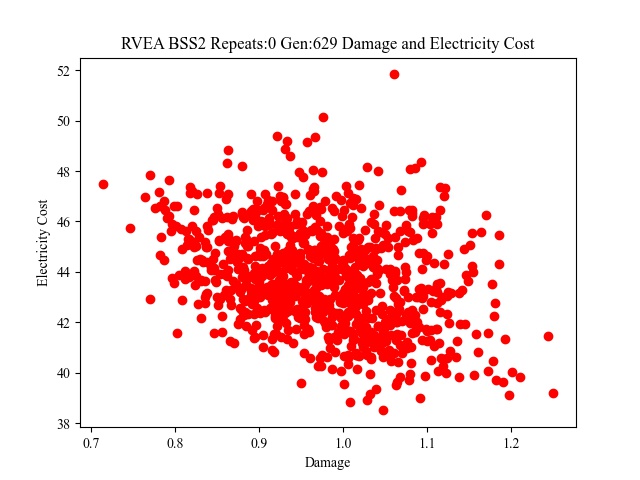 RVEA BSS2 Repeats:0 Gen:629 Damage and Electricity Cost
52
50
48
46
44
42
40
38
Electricity Cost
0.7 0.8 0.9 1.0 1.1 1.2
Damage